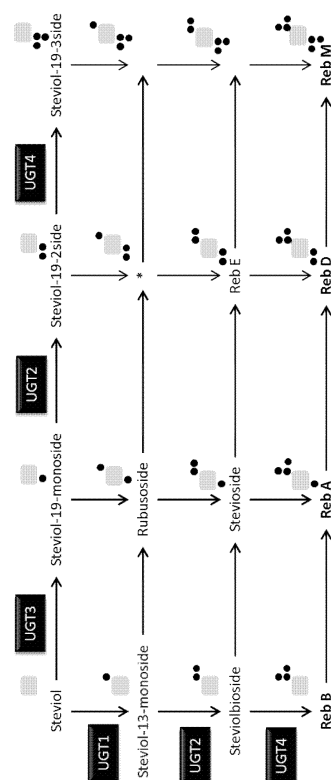 UGT3 UGT2 UGT4
Steviol Steviol-19-monoside Steviol-19-2side Steviol-19-3side
UGT1
Steviol-13-monoside Rubusoside *
UGT2
Steviolbioside Stevioside Reb E
UGT4
Reb B Reb A Reb D Reb M